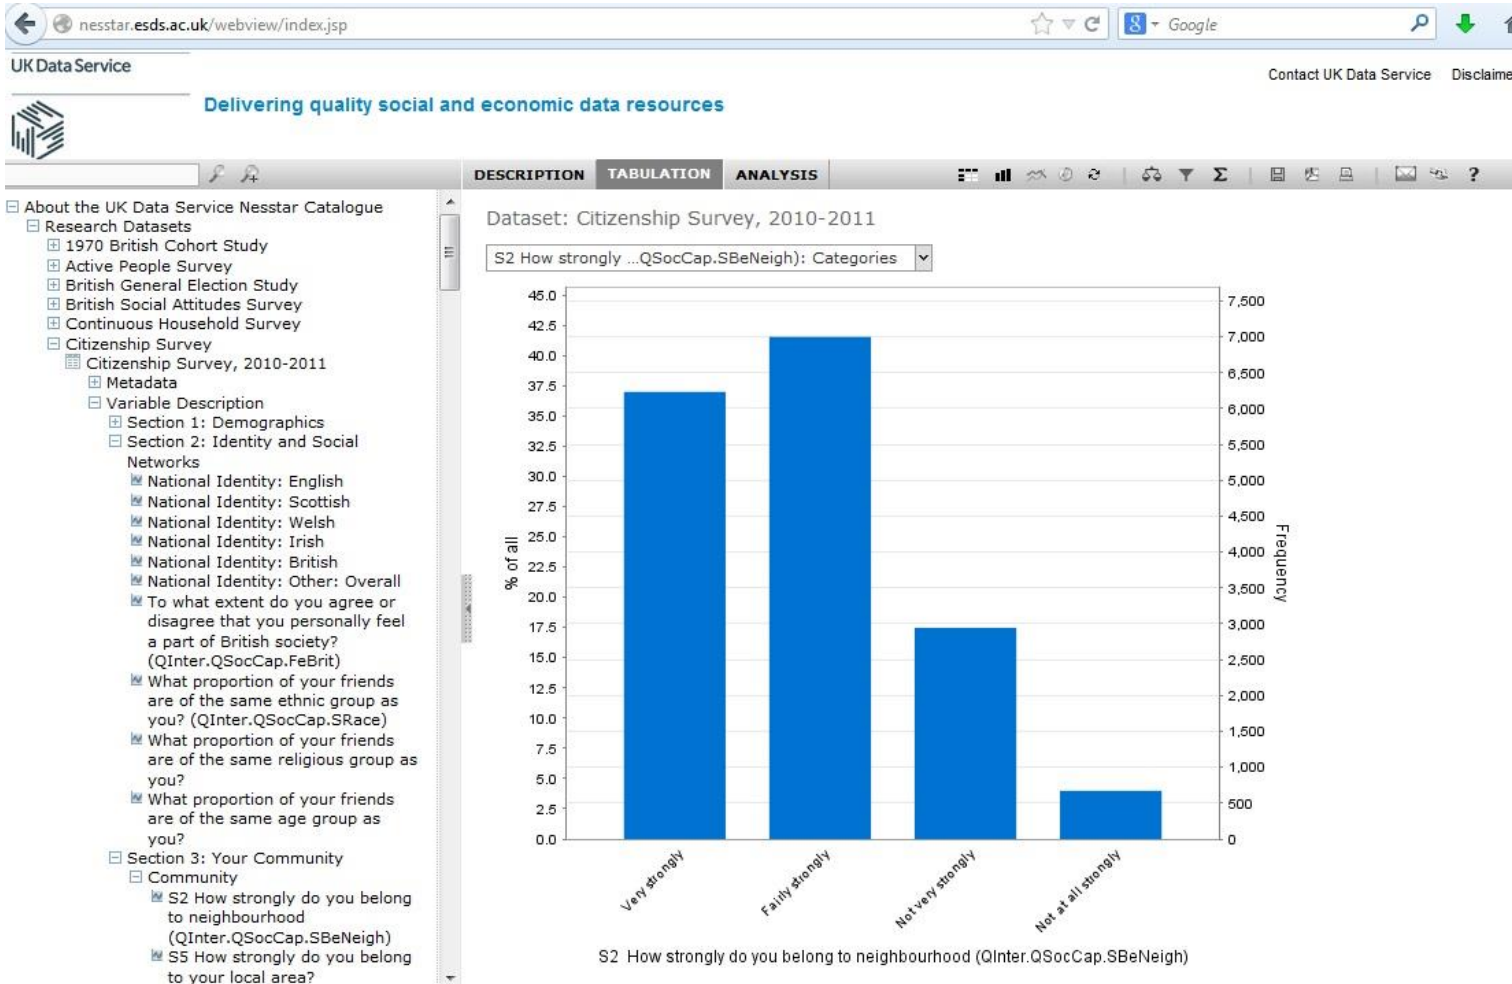 nesstar.esds.ac.uk/webview/index.jsp
Google
UK Data Service
Contact UK Data Service
Delivering quality social and economic data resources
DESCRIPTION
TABULATION
ANALYSIS
?
About the UK Data Service Nesstar Catalogue
Research Datasets
1970 British Cohort Study
Active People Survey
British General Election Study
British Social Attitudes Survey
Continuous Household Survey
Citizenship Survey
Citizenship Survey, 2010-2011
Metadata
Variable Description
Section 1: Demographics
Section 2: Identity and Social
Networks
National Identity: English
National Identity: Scottish
National Identity: Welsh
National Identity: Irish
National Identity: British
National Identity: Other: Overall
To what extent do you agree or
disagree that you personally feel
a part of British society?
(QInter.QSocCap.FeBrit)
What proportion of your friends
are of the same ethnic group as
you? (QInter.QSocCap.SRace)
What proportion of your friends
are of the same religious group as
you?
What proportion of your friends
are of the same age group as
you?
Section 3: Your Community
Community
S2 How strongly do you belong
to neighbourhood
(QInter.QSocCap.SBeNeigh)
S5 How strongly do you belong
to your local area?
Dataset: Citizenship Survey, 2010-2011
S2 How strongly ...QSocCap.SBeNeigh): Categories
% of all
45.0
42.5
40.0
37.5
35.0
32.5
30.0
27.5
25.0
22.5
20.0
17.5
15.0
12.5
10.0
7.5
5.0
2.5
0.0
7,500
7,000
6,500
6,000
5,500
5,000
4,500
4,000
3,500
3,000
2,500
2,000
1,500
1,000
500
0
Frequency
Very strongly
Fairly strongly
Not very strongly
Not at all strongly
S2 How strongly do you belong to neighbourhood (QInter.QSocCap.SBeNeigh)